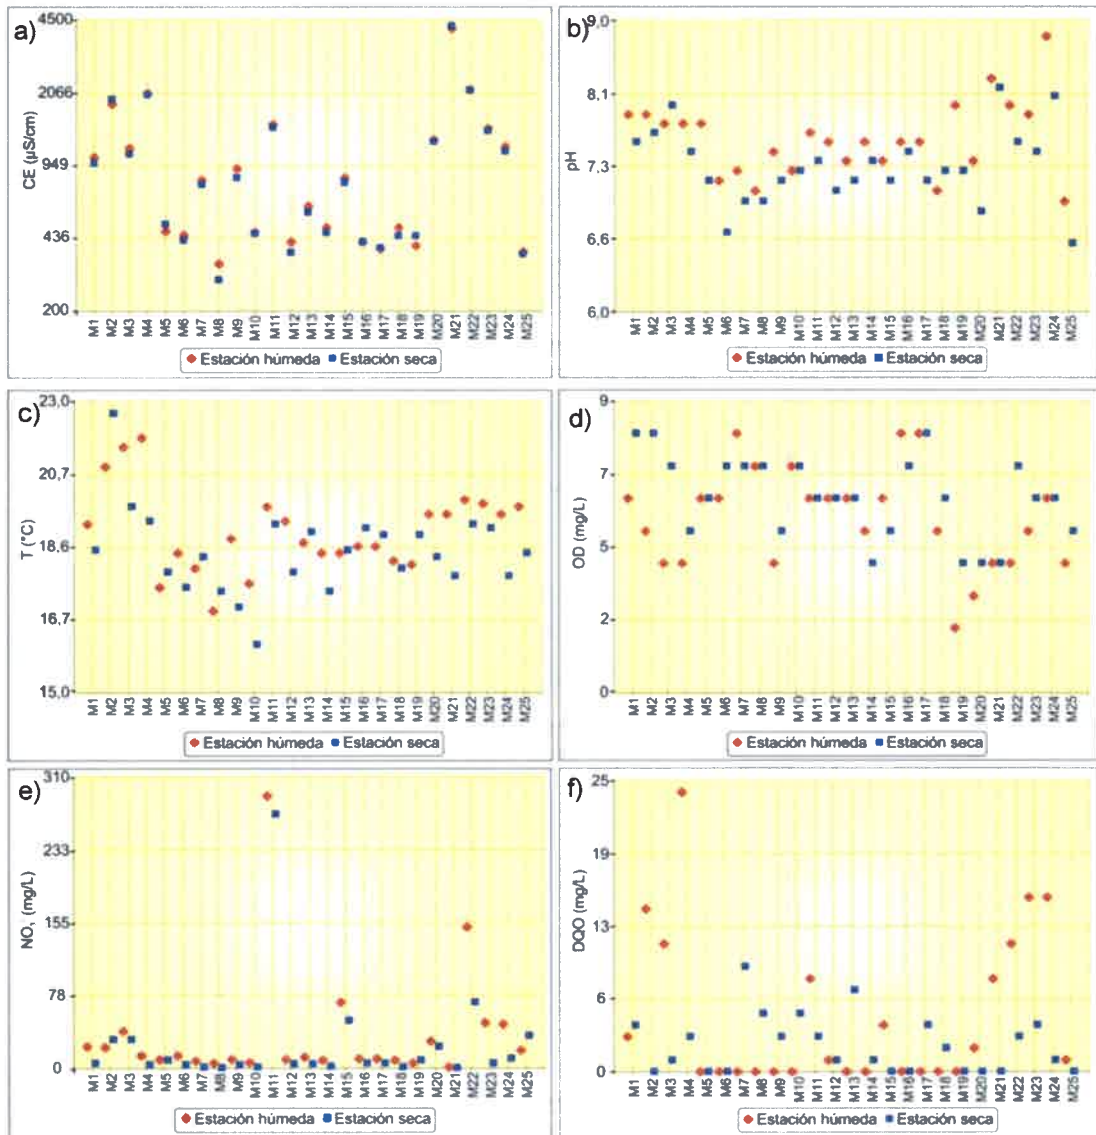 a)
CE (µS/cm)
4500
2066
949
436
200
M1 M2 M3 M4 M5 M6 M7 M8 M9 M10 M11 M12 M13 M14 M15 M16 M17 M18 M19 M20 M21 M22 M23 M24 M25
Estación húmeda Estación seca
b)
pH
9,0
8,1
7,3
6,6
6,0
M1 M2 M3 M4 M5 M6 M7 M8 M9 M10 M11 M12 M13 M14 M15 M16 M17 M18 M19 M20 M21 M22 M23 M24 M25
Estación húmeda Estación seca
c)
T (°C)
23,0
20,7
18,6
16,7
15,0
M1 M2 M3 M4 M5 M6 M7 M8 M9 M10 M11 M12 M13 M14 M15 M16 M17 M18 M19 M20 M21 M22 M23 M24 M25
Estación húmeda Estación seca
d)
OD (mg/L)
9
7
5
2
0
M1 M2 M3 M4 M5 M6 M7 M8 M9 M10 M11 M12 M13 M14 M15 M16 M17 M18 M19 M20 M21 M22 M23 M24 M25
Estación húmeda Estación seca
e)
(mg/L)
310
233
155
78
0
M1 M2 M3 M4 M5 M6 M7 M8 M9 M10 M11 M12 M13 M14 M15 M16 M17 M18 M19 M20 M21 M22 M23 M24 M25
Estación húmeda Estación seca
f)
DQO (mg/L)
25
19
13
6
0
M1 M2 M3 M4 M5 M6 M7 M8 M9 M10 M11 M12 M13 M14 M15 M16 M17 M18 M19 M20 M21 M22 M23 M24 M25
Estación húmeda Estación seca